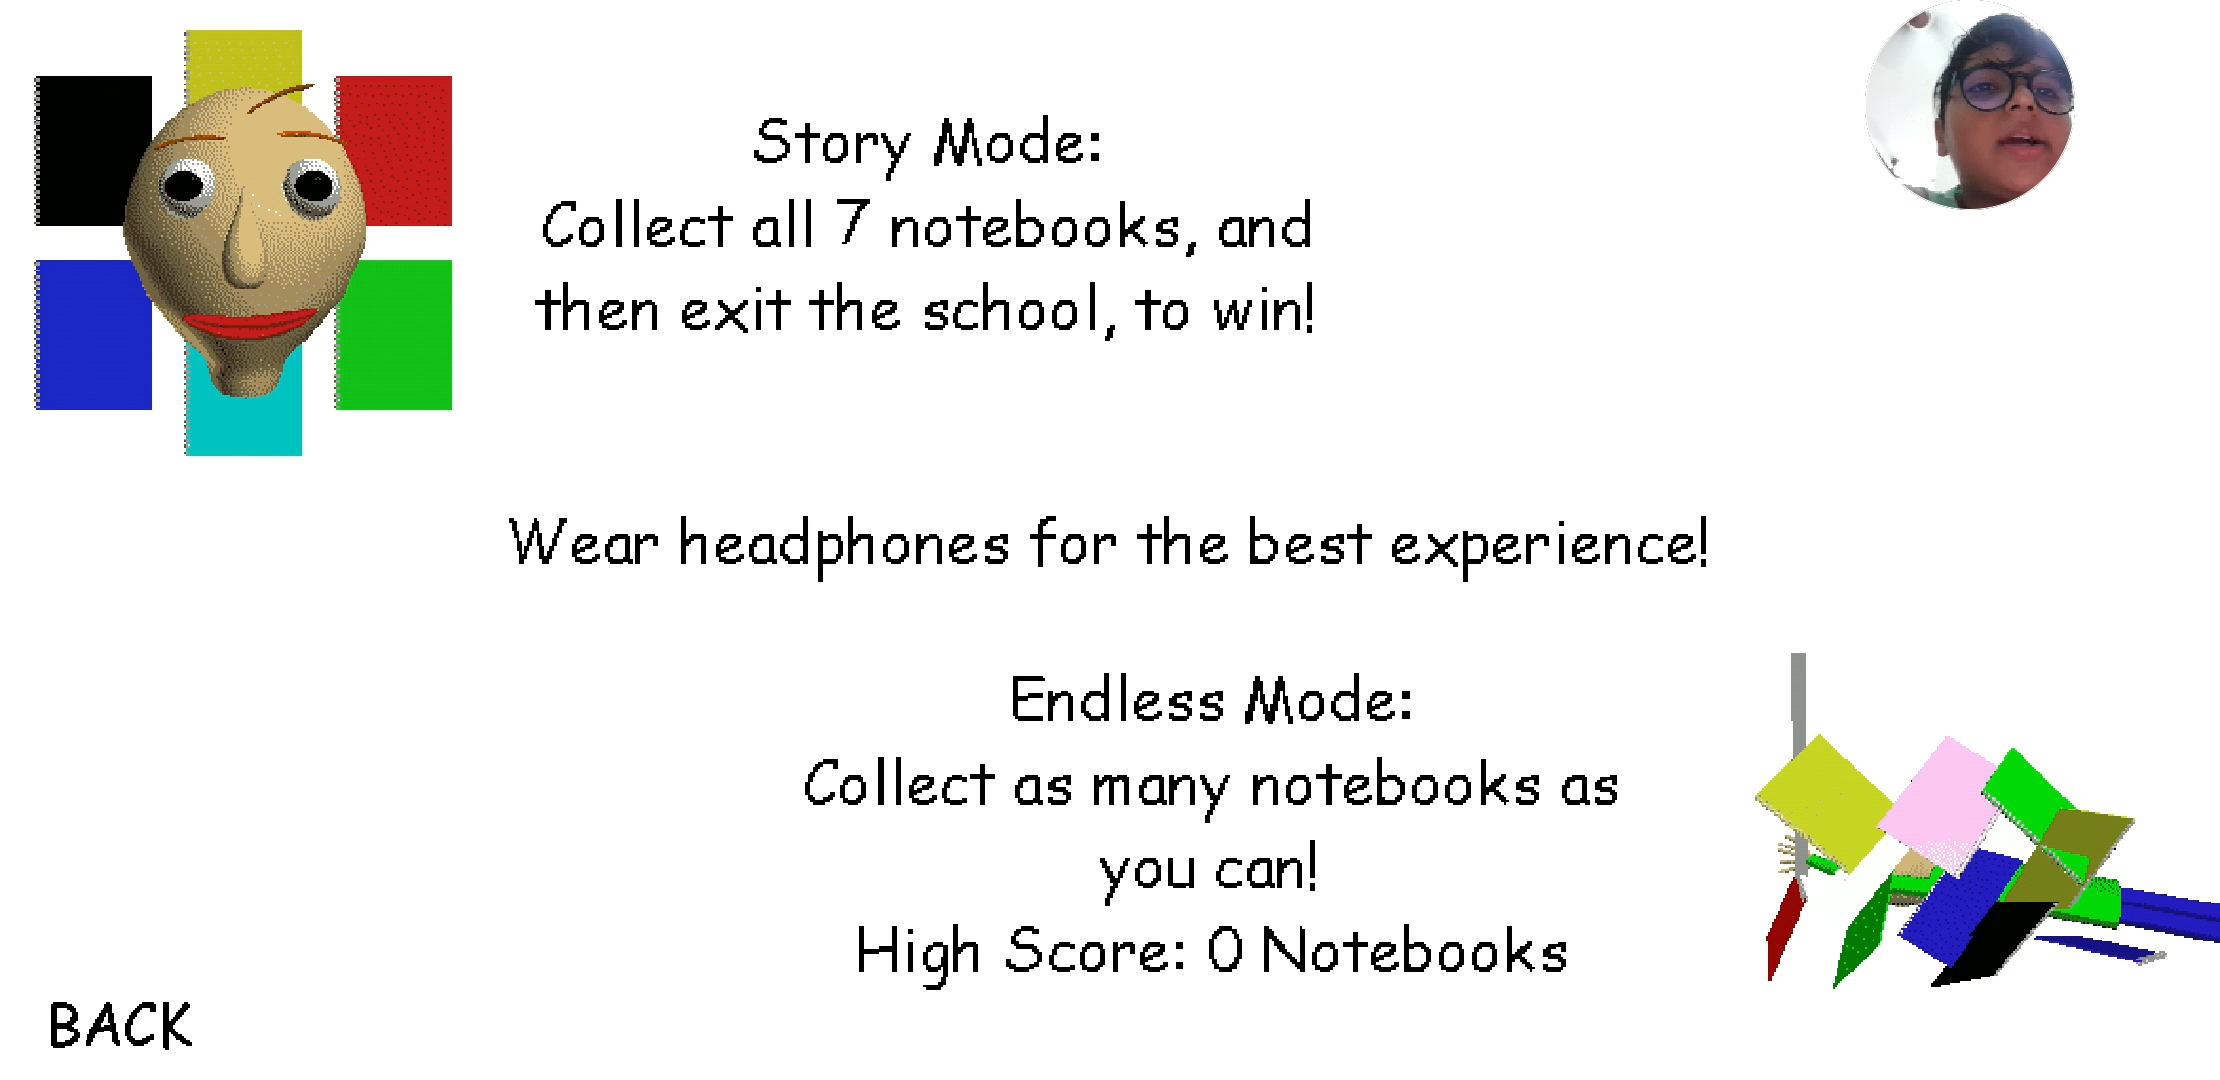 Story Mode:
Collect all 7 notebooks, and
then exit the school, to win!
Wear headphones for the best experience!
Endless Mode:
Collect as many notebooks as
you can!
High Score: 0 Notebooks
BACK